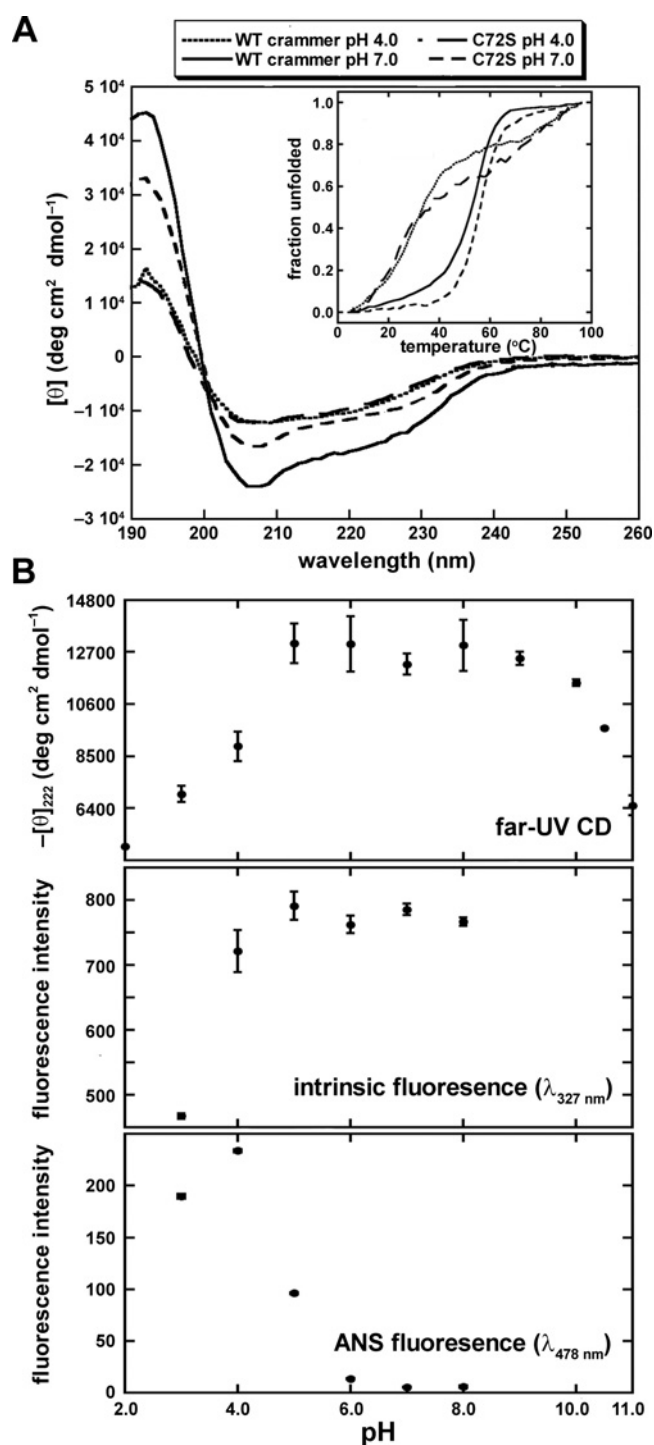 A
WT crammer pH 4.0
C72S pH 4.0
WT crammer pH 7.0
C72S pH 7.0
5 10⁴
4 10⁴
3 10⁴
2 10⁴
1 10⁴
0
–1 10⁴
–2 10⁴
–3 10⁴
[θ] (deg cm² dmol⁻¹)
190 200 210 220 230 240 250 260
wavelength (nm)
1.0
0.8
0.6
0.4
0.2
0.0
fraction unfolded
0 20 40 60 80 100
temperature (°C)
B
14800
12700
10600
8500
6400
–[θ]₂₂₂ (deg cm² dmol⁻¹)
far-UV CD
800
700
600
500
fluorescence intensity
intrinsic fluoresence (λ₃₂₇ ₙₘ)
200
150
100
50
0
fluorescence intensity
ANS fluoresence (λ₄₇₈ ₙₘ)
2.0 4.0 6.0 8.0 10.0 11.0
pH